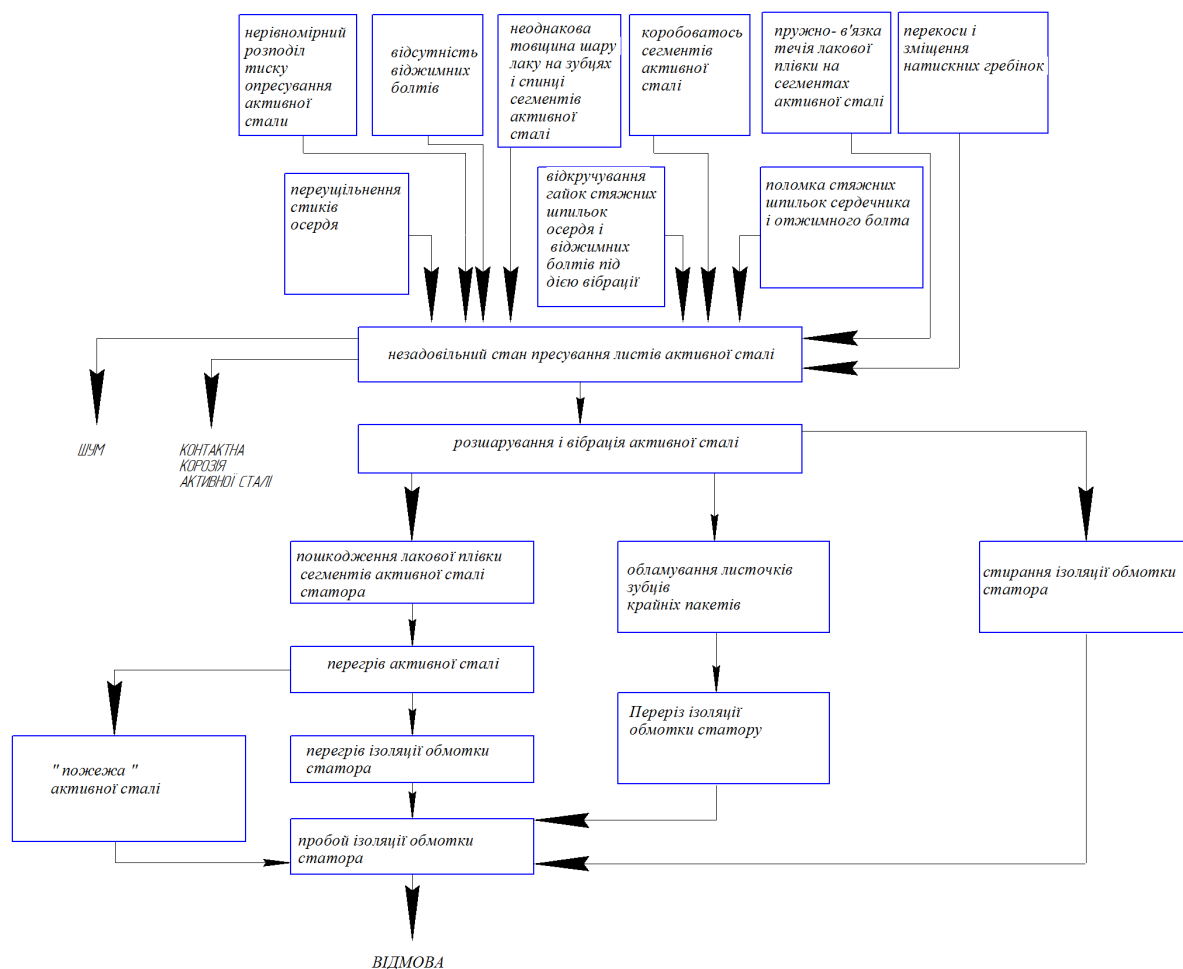 нерівномірний
розподіл
тиску
опресування
активної
стали
відсутність
віджимних
болтів
неоднакова
товщина шару
лаку на зубцях
і спинці
сегментів
активної
сталі
коробоватось
сегментів
активної
сталі
пружно- в'язка
течія лакової
плівки на
сегментах
активної сталі
перекоси і
зміщення
натискних гребінок
переущільнення
стиків
осердя
відкручування
гайок стяжних
шпильок
осердя і
віджимних
болтів під
дією вібрації
поломка стяжних
шпильок сердечника
і отжимного болта
незадовільний стан пресування листів активної сталі
ШУМ
КОНТАКТНА
КОРОЗІЯ
АКТИВНОЇ СТАЛІ
розшарування і вібрація активної сталі
пошкодження лакової плівки
сегментів активної сталі
статора
обламування листочків
зубців
крайніх пакетів
стирання ізоляції обмотки
статора
перегрів активної сталі
Переріз ізоляції
обмотки статору
" пожежа "
активної сталі
перегрів ізоляції обмотки
статора
пробой ізоляції обмотки
статора
ВІДМОВА